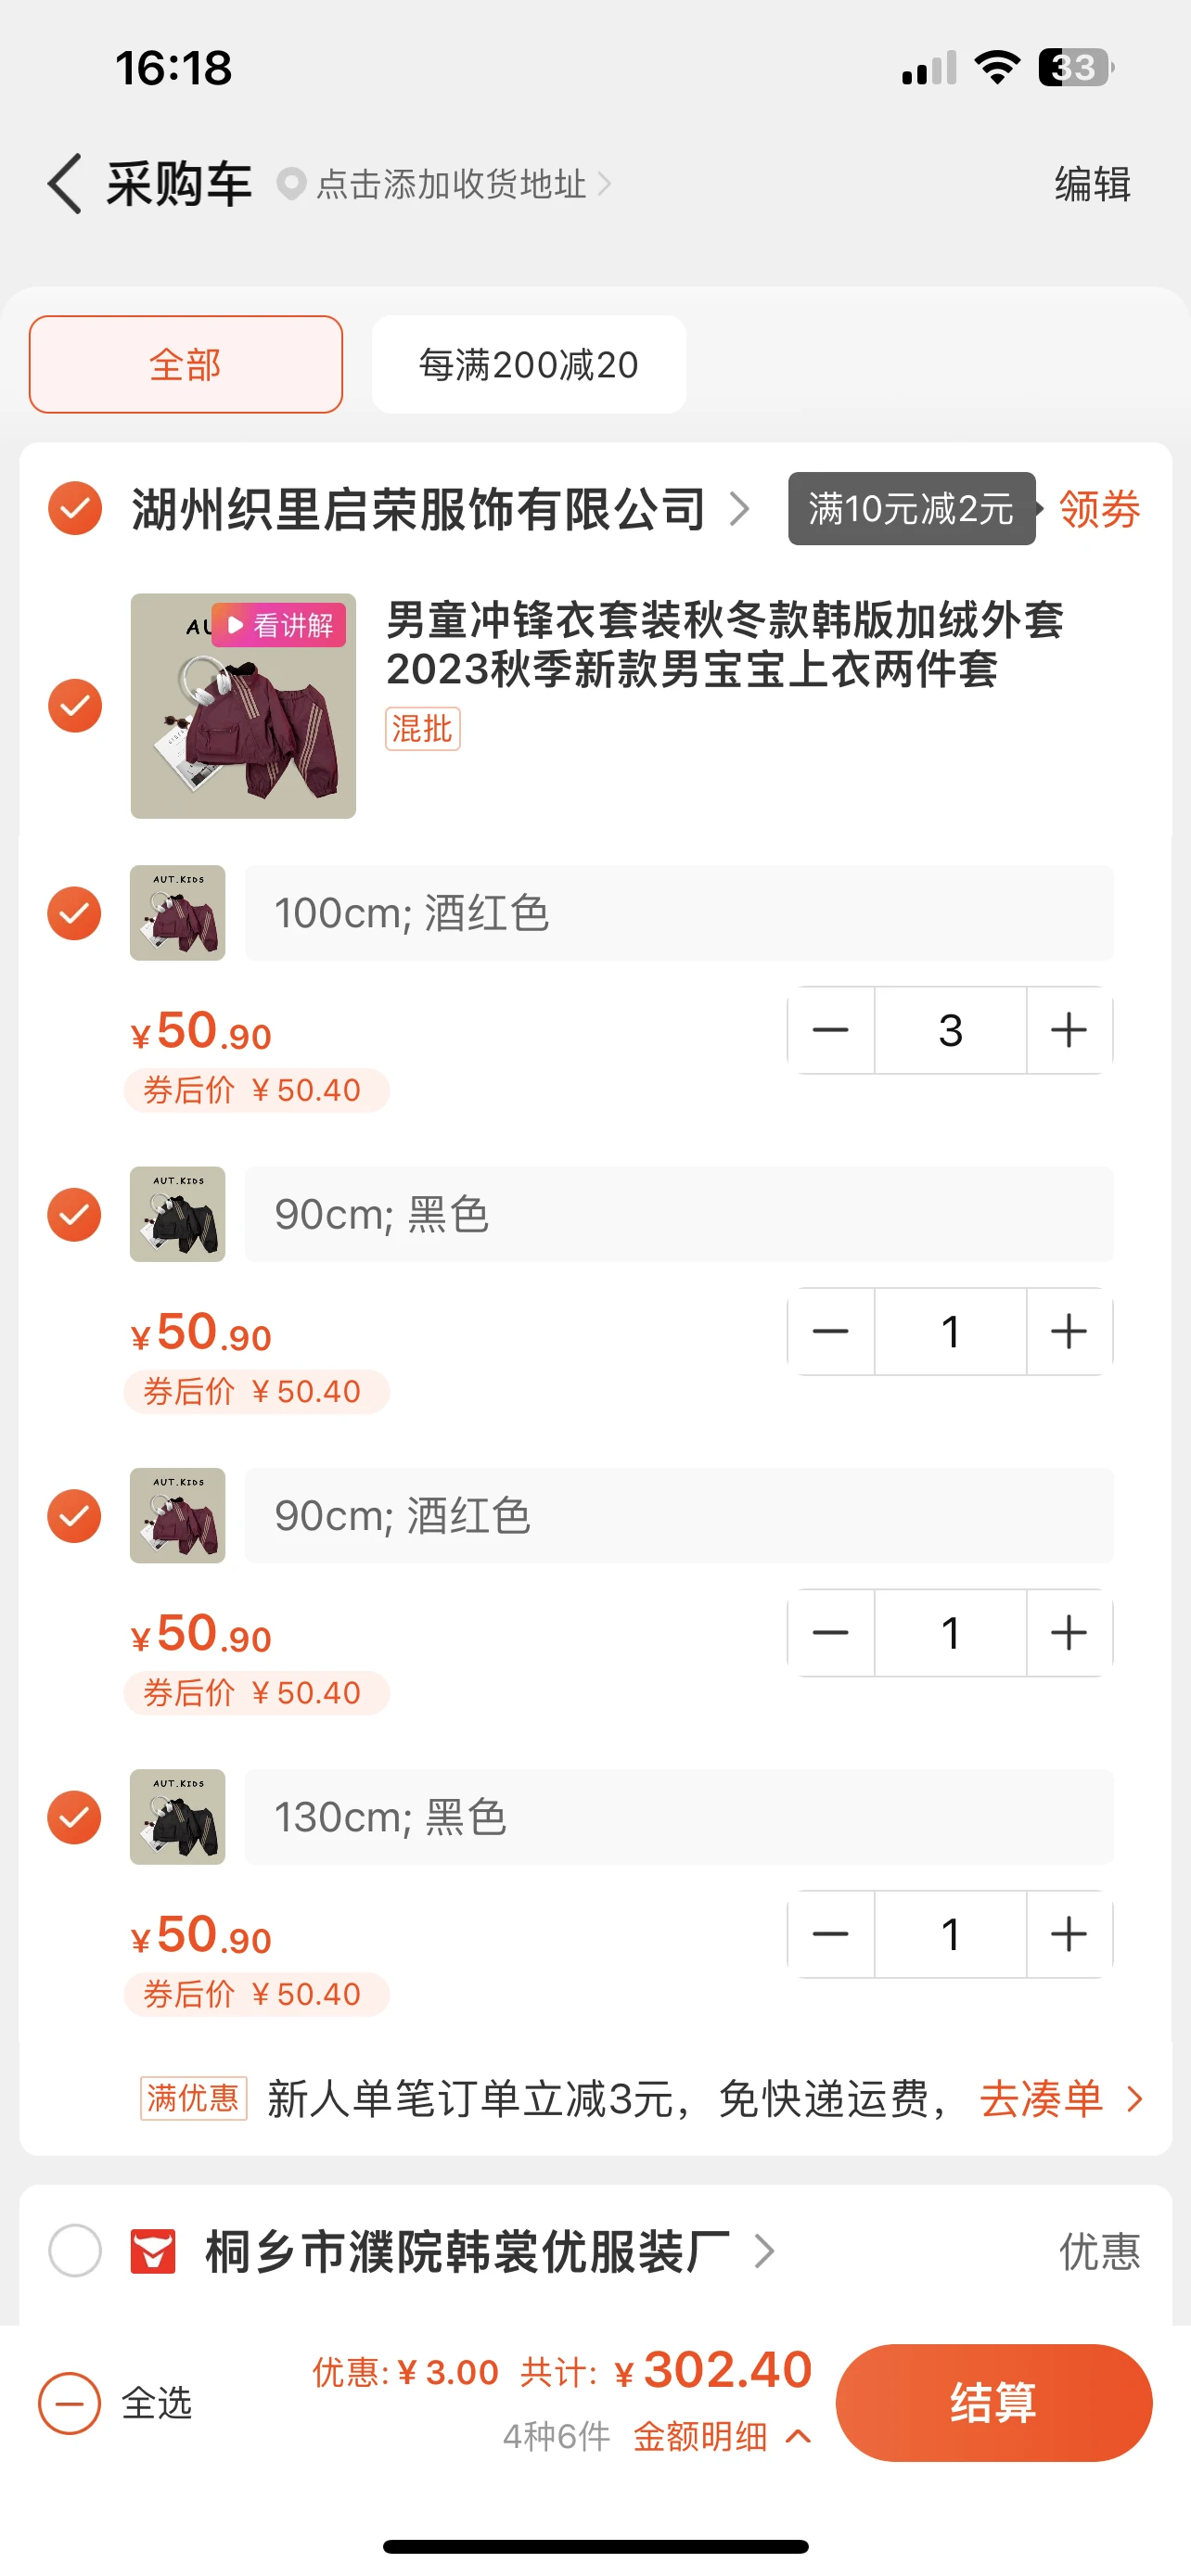 16:18
33
采购车 点击添加收货地址
编辑
全部
每满200减20
湖州织里启荣服饰有限公司
满10元减2元
领券
AU
看讲解
男童冲锋衣套装秋冬款韩版加绒外套
2023秋季新款男宝宝上衣两件套
混批
AUT.KIDS
100cm; 酒红色
¥50.90
3
券后价 ¥50.40
AUT.KIDS
90cm; 黑色
¥50.90
1
券后价 ¥50.40
AUT.KIDS
90cm; 酒红色
¥50.90
1
券后价 ¥50.40
AUT.KIDS
130cm; 黑色
¥50.90
1
券后价 ¥50.40
满优惠 新人单笔订单立减3元，免快递运费，
去凑单
桐乡市濮院韩裳优服装厂
优惠
全选
优惠:¥3.00 共计: ¥302.40
4种6件 金额明细
结算